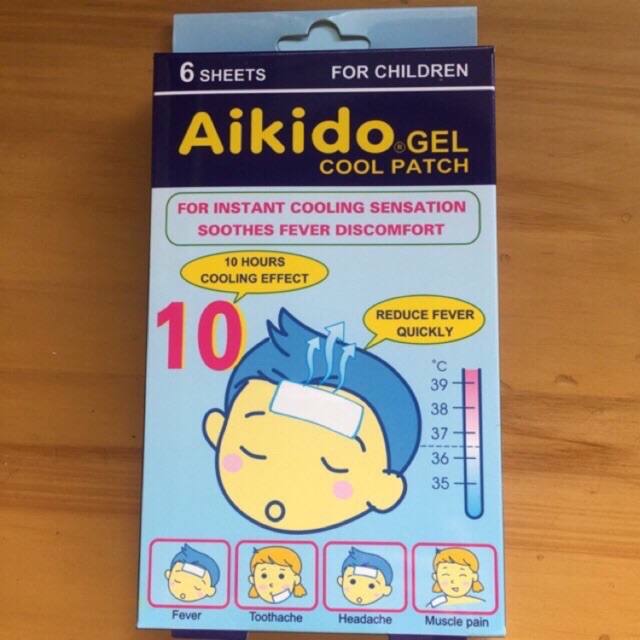 6 SHEETS FOR CHILDREN
Aikido® GEL
COOL PATCH
FOR INSTANT COOLING SENSATION
SOOTHES FEVER DISCOMFORT
10 HOURS
COOLING EFFECT
10
REDUCE FEVER
QUICKLY
°C
39
38
37
36
35
Fever Toothache Headache Muscle pain